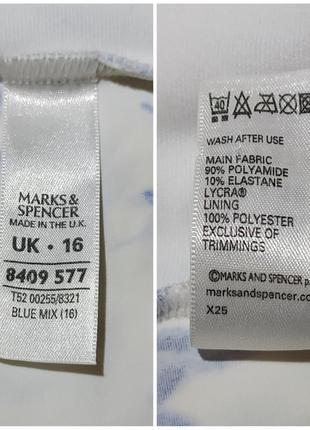 MARKS &
SPENCER
MADE IN THE U.K.
UK · 16
8409 577
T52 00255/8321
BLUE MIX (16)
40
WASH AFTER USE
MAIN FABRIC
90% POLYAMIDE
10% ELASTANE
LYCRA®
LINING
100% POLYESTER
EXCLUSIVE OF
TRIMMINGS
©MARKS AND SPENCER p
marksandspencer.com
X25